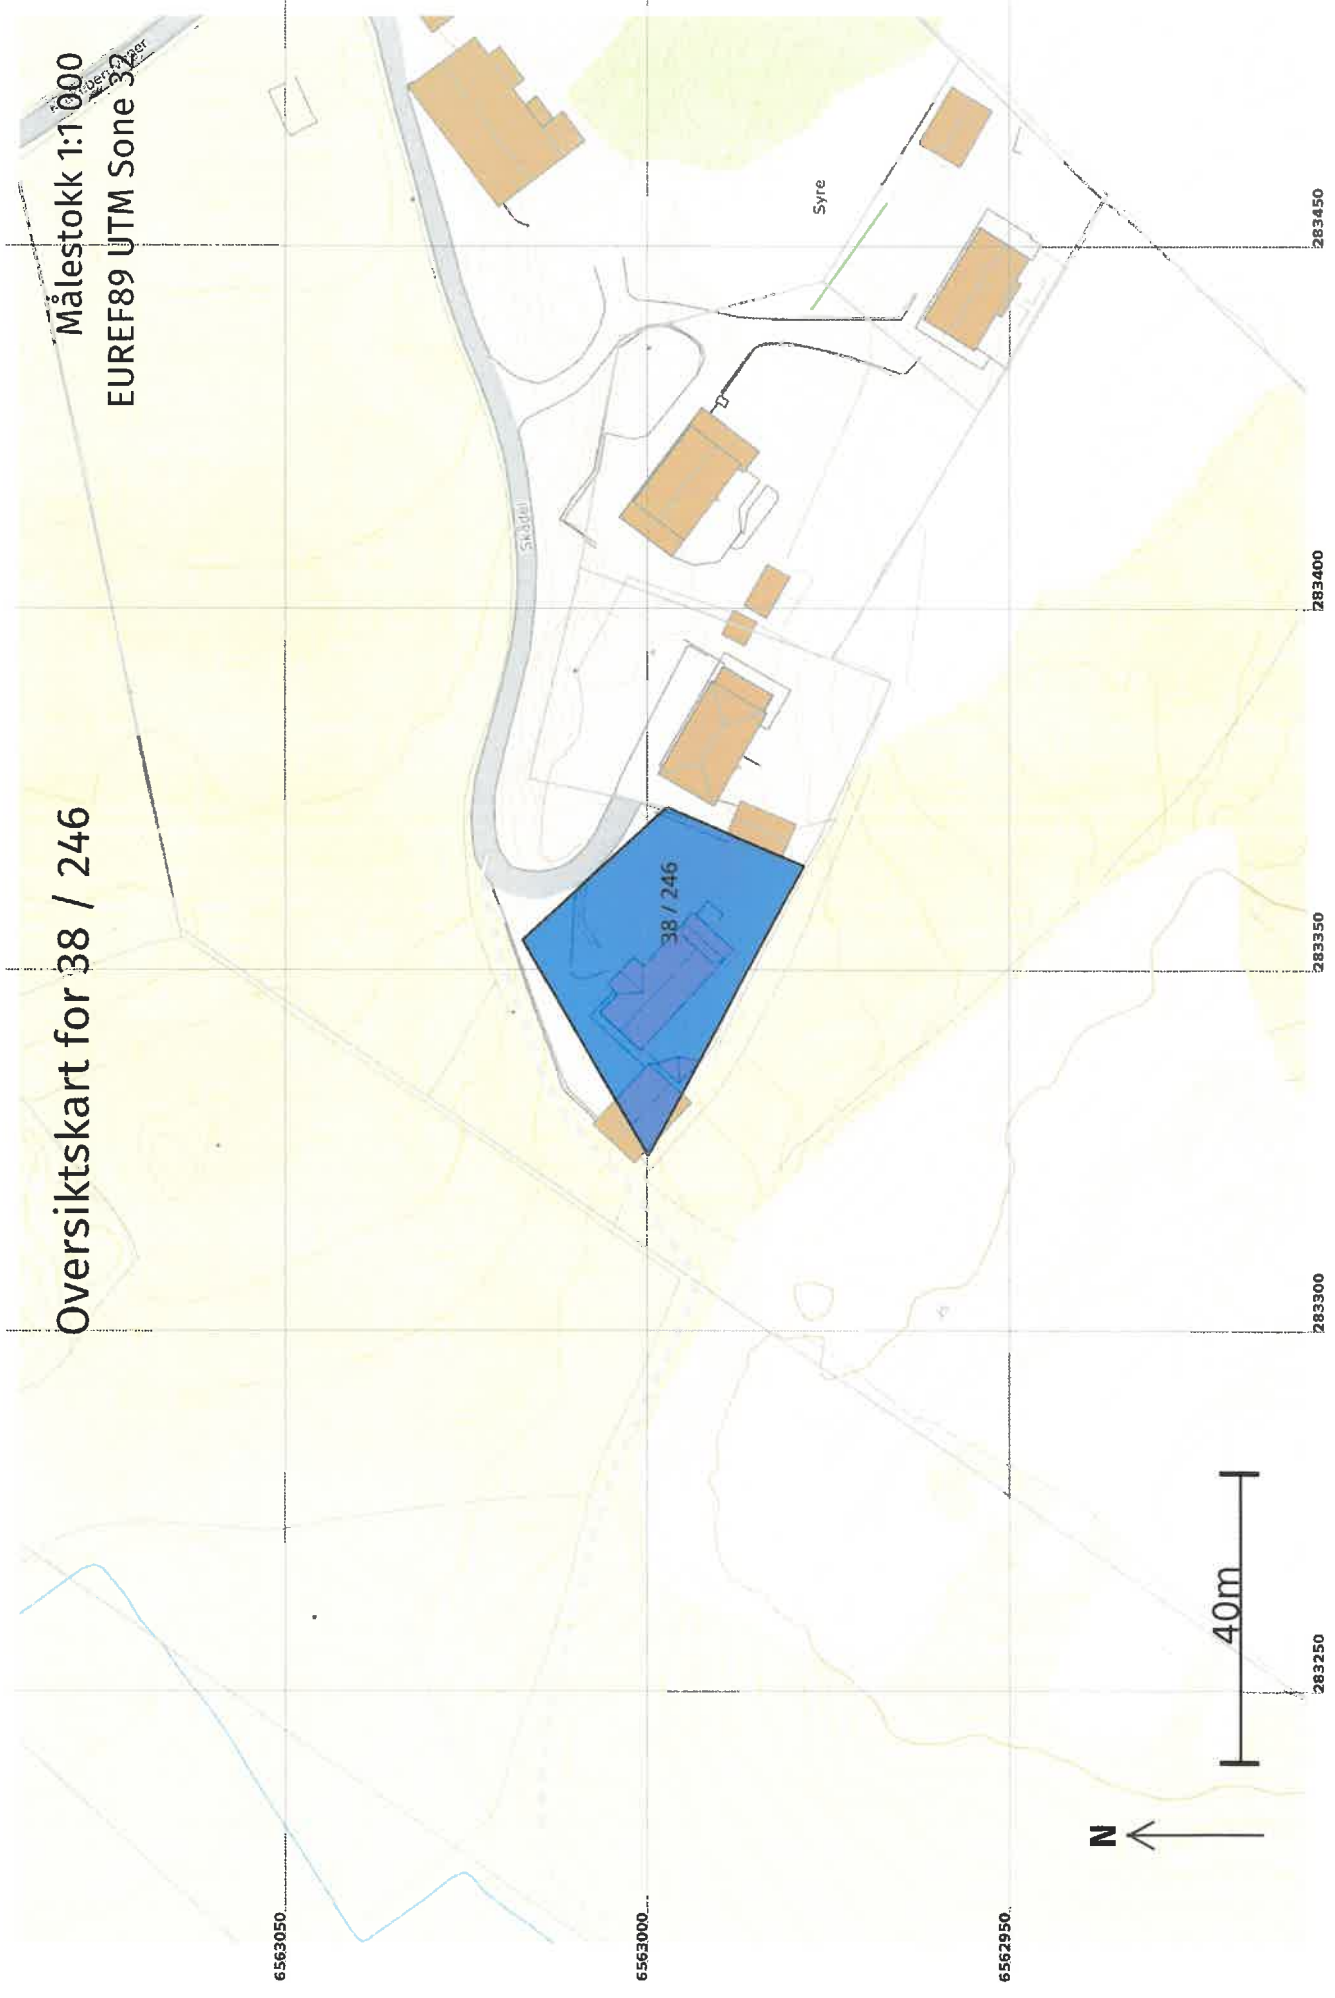 Oversiktskart for 38 / 246
Målestokk 1:1 000
EUREF89 UTM Sone 32
Skådel
Syre
38 / 246
6563050
6563000
6562950
N
40m
283250
283300
283350
283400
283450